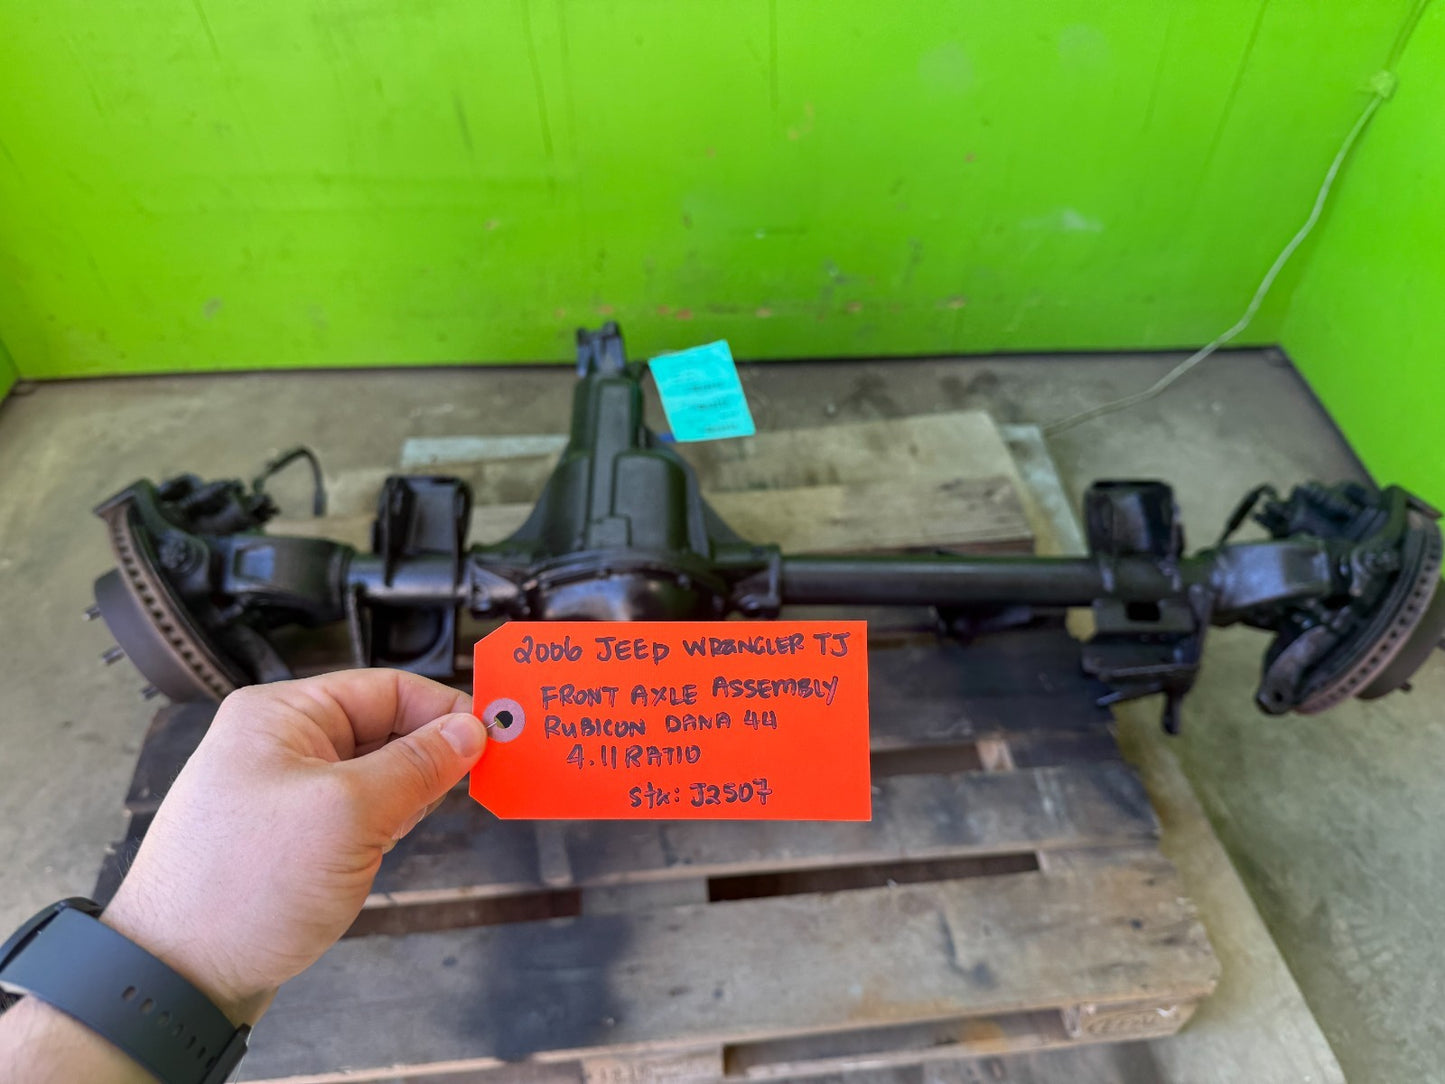 2006 JEEP WRANGLER TJ
FRONT AXLE ASSEMBLY
RUBICON DANA 44
4.11 RATIO
Stk: J2507